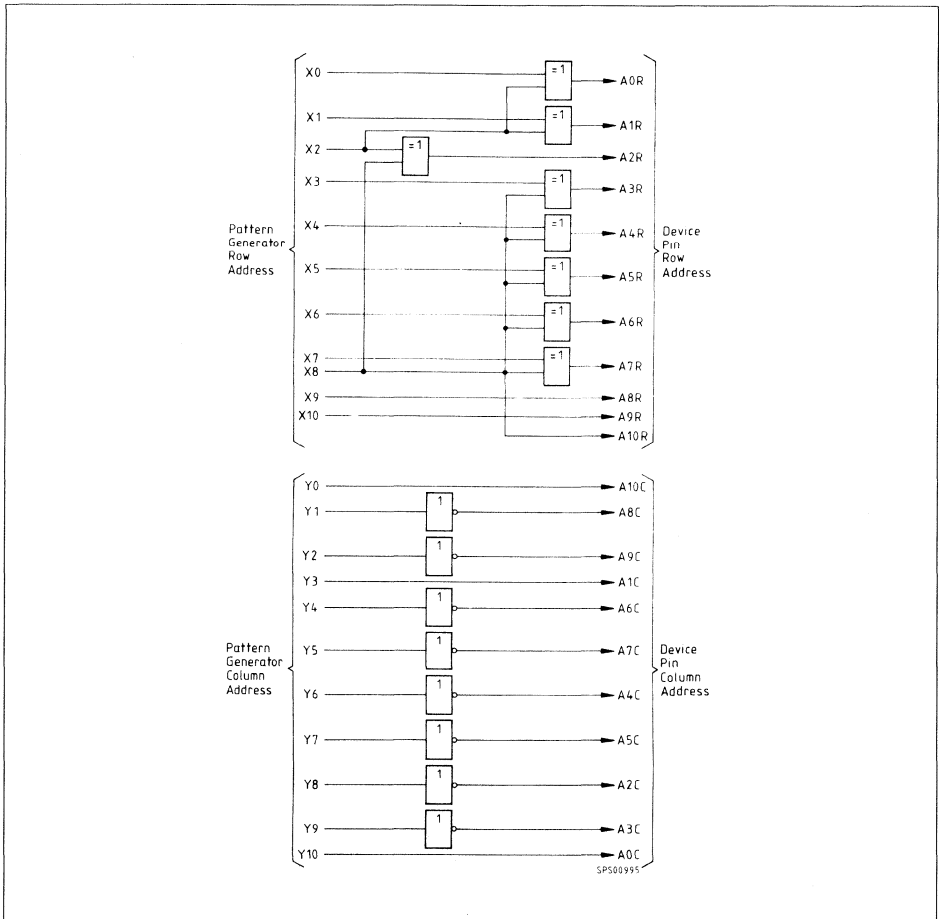 X0 =1 A0R
X1 =1 A1R
X2 =1 A2R
X3 =1 A3R
X4 =1 A4R
X5 =1 A5R
X6 =1 A6R
X7 =1 A7R
X8
X9 A8R
X10 A9R
A10R
Pattern
Generator
Row
Address
Device
Pin
Row
Address
Y0 A10C
Y1 1 A8C
Y2 1 A9C
Y3 A1C
Y4 1 A6C
Y5 1 A7C
Y6 1 A4C
Y7 1 A5C
Y8 1 A2C
Y9 1 A3C
Y10 A0C
Pattern
Generator
Column
Address
Device
Pin
Column
Address
SPS00995